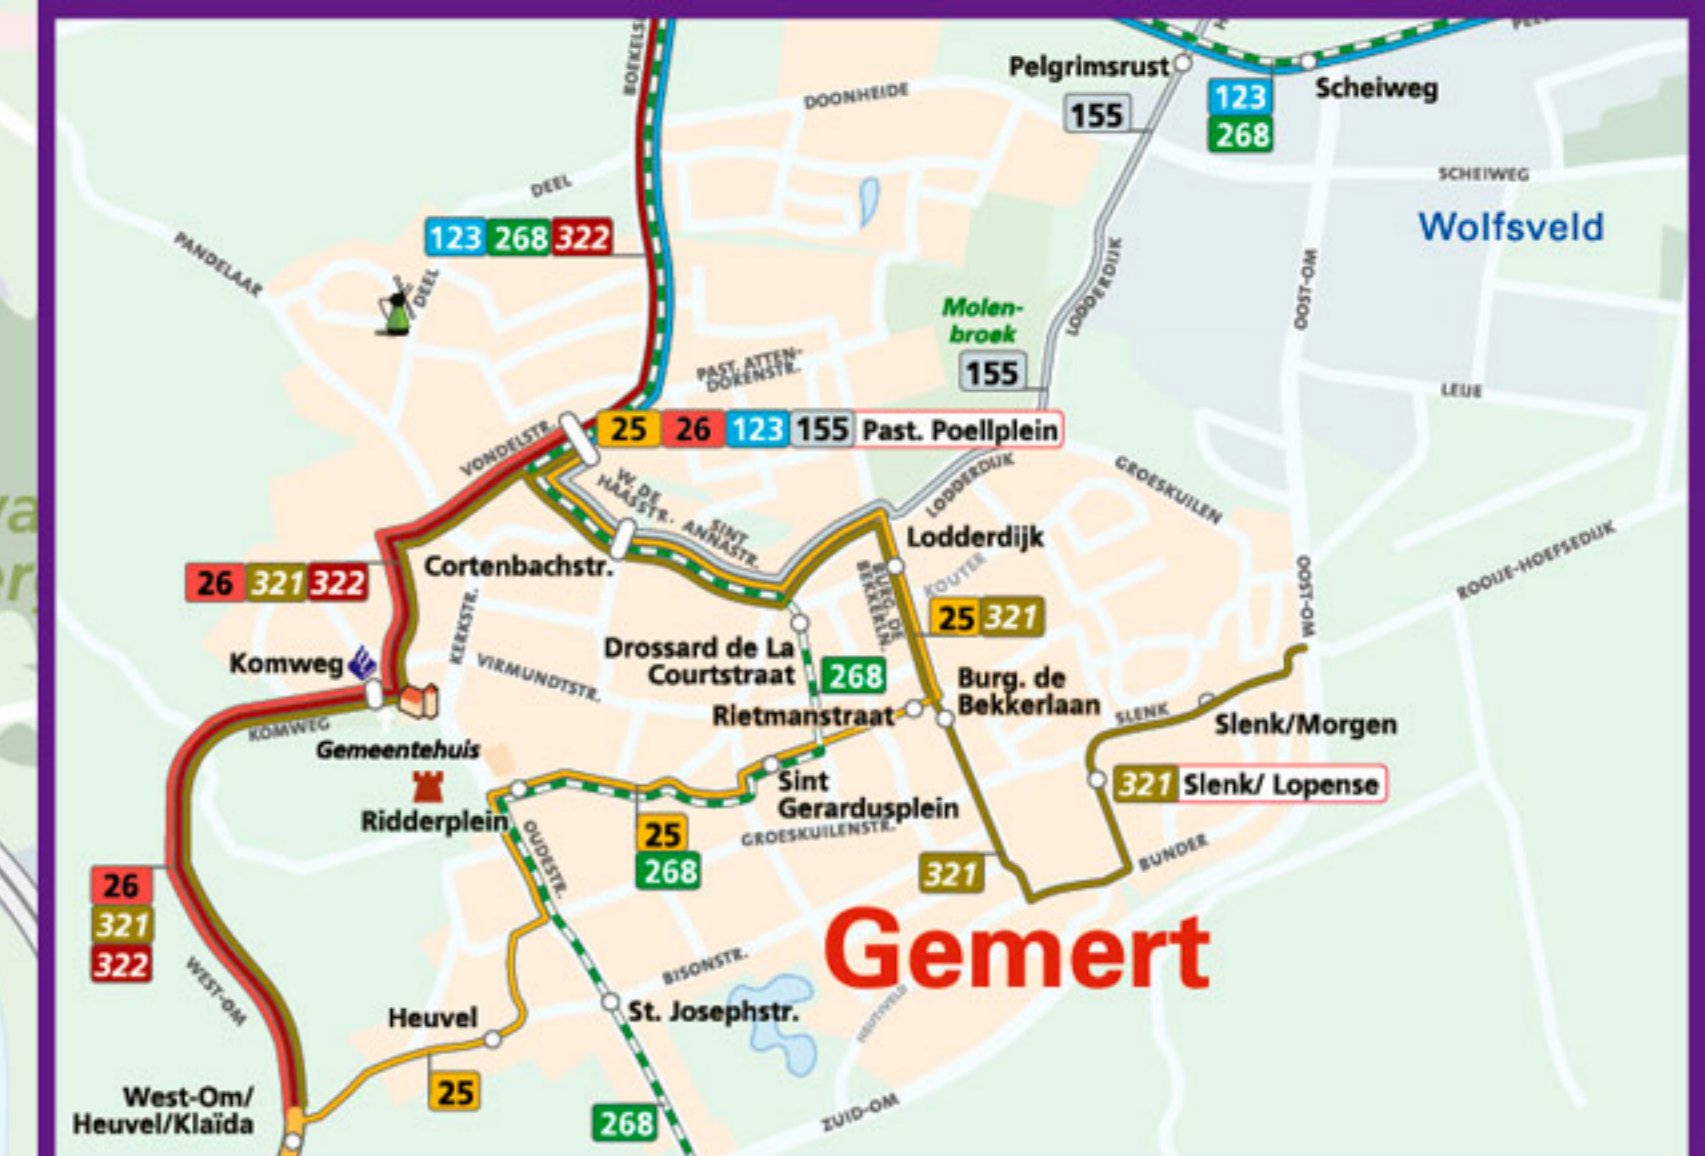 BOEKELS
PEEL
Pelgrimsrust
Scheiweg
DOONHEIDE
123
268
155
SCHEIWEG
DEEL
Wolfsveld
123 268 322
PANDELAAR
DEEL
LODDERDIJK
OOST-OM
Molen-
broek
155
PAST. ATTEN-
DORENSTR.
LEIJE
25 26 123 155 Past. Poellplein
VONDELSTR.
GROESKUILEN
LODDERDIJK
W. DE
HAASSTR.
SINT
ANNASTR.
Lodderdijk
ROOIJE-HOEFSEDIJK
Cortenbachstr.
26 321 322
KOUTER
BURG. DE
BEKKERLN.
OOST-OM
25 321
KERKSTR.
Komweg
Drossard de La
Courtstraat
268
VIRMUNDTSTR.
Burg. de
Bekkerlaan
Rietmanstraat
SLENK
Slenk/Morgen
KOMWEG
Gemeentehuis
321 Slenk/ Lopense
Sint
Gerardusplein
Ridderplein
OUDESTR.
25
268
GROESKUILENSTR.
BUNDER
321
26
321
322
Gemert
WEST-OM
BISONSTR.
St. Josephstr.
Heuvel
25
West-Om/
Heuvel/Klaïda
268
ZUID-OM